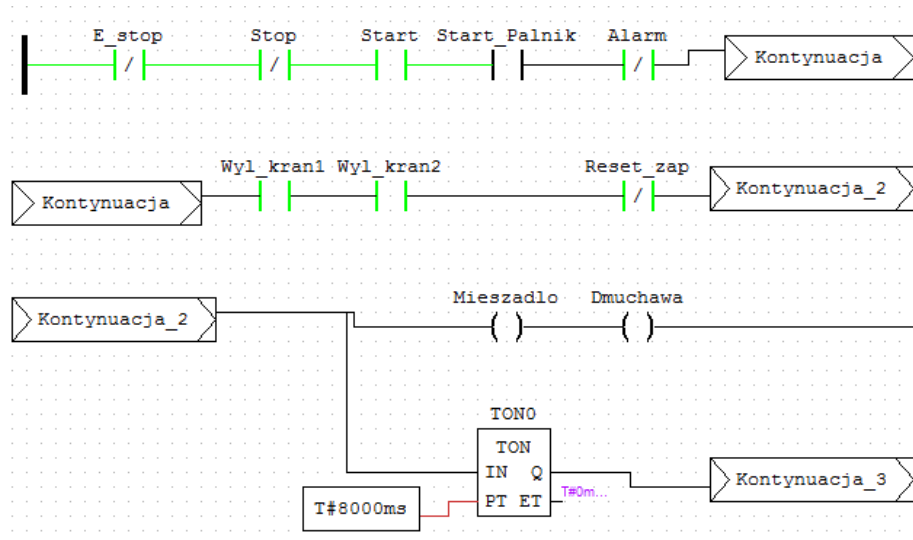 E_stop Stop Start Start_Palnik Alarm
/ / / Kontynuacja
Wyl_kran1 Wyl_kran2 Reset_zap
Kontynuacja / Kontynuacja_2
Kontynuacja_2 Mieszadlo Dmuchawa
( ) ( )
TON0
TON
IN Q
T#8000ms PT ET T#0m...
Kontynuacja_3